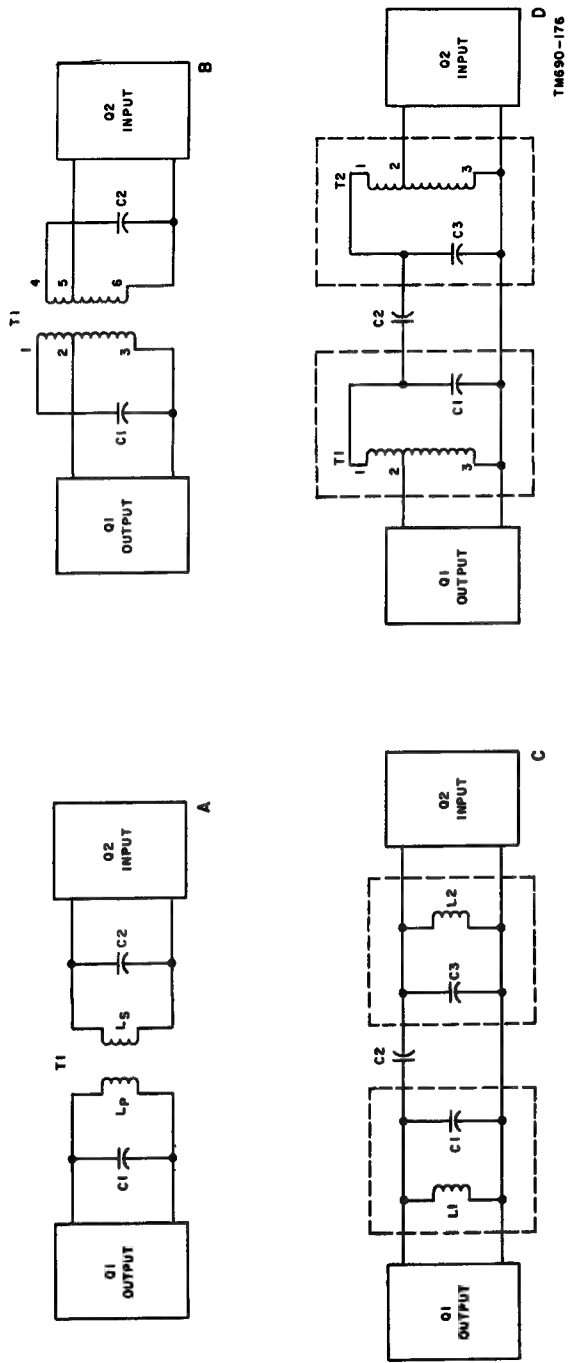 T1
Q1
OUTPUT
C1
LP
LS
C2
Q2
INPUT
A
T1
Q1
OUTPUT
C1
1
2
3
4
5
6
C2
Q2
INPUT
B
Q1
OUTPUT
L1
C1
C2
C3
L2
Q2
INPUT
C
Q1
OUTPUT
T1
1
2
3
C1
C2
C3
T2
1
2
3
Q2
INPUT
D
TM690-176